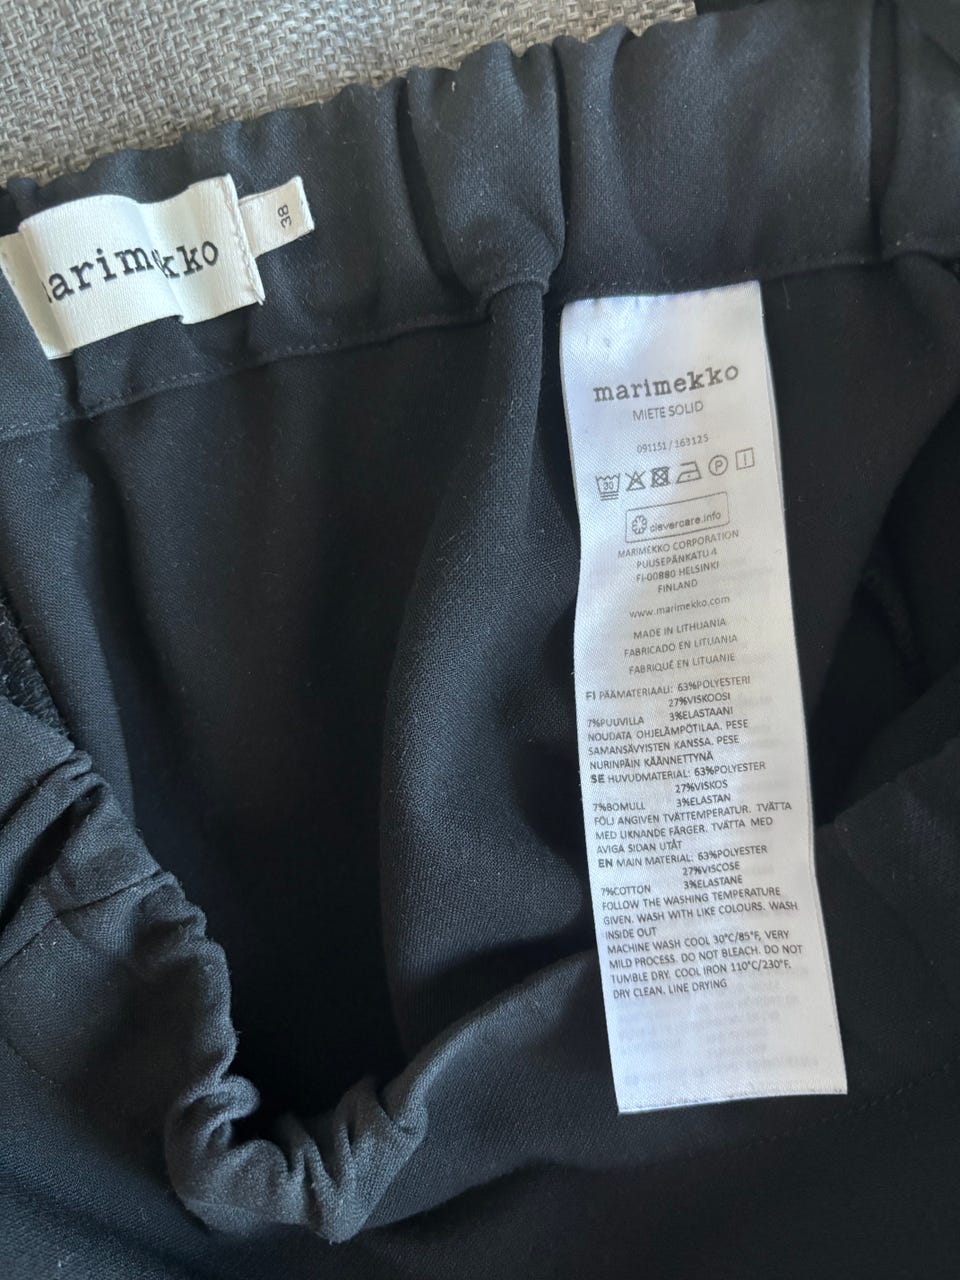 arimekko
38
marimekko
MIETE SOLID
091151/163125
30
P
clevercare.info
MARIMEKKO CORPORATION
PUUSEPÄNKATU 4
FI-00880 HELSINKI
FINLAND
www.marimekko.com
MADE IN LITHUANIA
FABRICADO EN LITUANIA
FABRIQUÉ EN LITUANIE
FI PÄÄMATERIAALI: 63%POLYESTERI
27%VISKOOSI
7%PUUVILLA 3%ELASTAANI
NOUDATA OHJELÄMPÖTILAA. PESE
SAMANSÄVYISTEN KANSSA. PESE
NURINPÄIN KÄÄNNETTYNÄ
SE HUVUDMATERIAL: 63%POLYESTER
27%VISKOS
7%BOMULL 3%ELASTAN
FÖLJ ANGIVEN TVÄTTEMPERATUR. TVÄTTA
MED LIKNANDE FÄRGER. TVÄTTA MED
AVIGA SIDAN UTÅT
EN MAIN MATERIAL: 63%POLYESTER
27%VISCOSE
7%COTTON 3%ELASTANE
FOLLOW THE WASHING TEMPERATURE
GIVEN. WASH WITH LIKE COLOURS. WASH
INSIDE OUT
MACHINE WASH COOL 30°C/85°F, VERY
MILD PROCESS. DO NOT BLEACH. DO NOT
TUMBLE DRY. COOL IRON 110°C/230°F.
DRY CLEAN. LINE DRYING